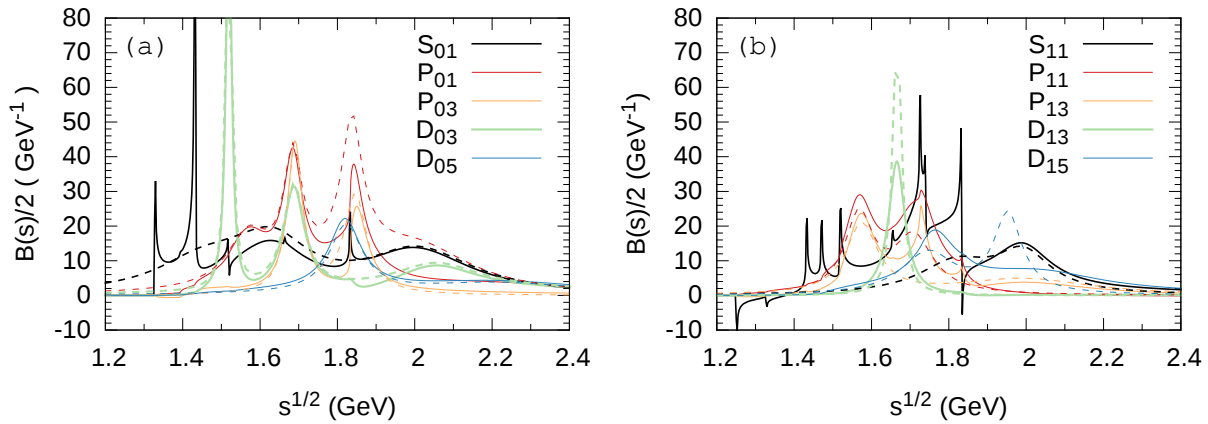 (a)
S01
P01
P03
D03
D05
80
70
60
50
40
30
20
10
0
-10
B(s)/2 ( GeV-1 )
1.2 1.4 1.6 1.8 2 2.2 2.4
s1/2 (GeV)
(b)
S11
P11
P13
D13
D15
80
70
60
50
40
30
20
10
0
-10
B(s)/2 (GeV-1)
1.2 1.4 1.6 1.8 2 2.2 2.4
s1/2 (GeV)